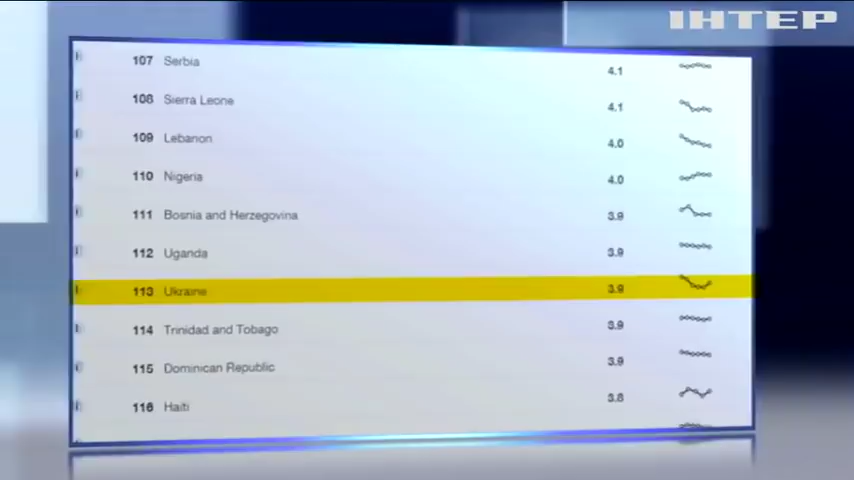 ІНТЕР
107 Serbia 4.1
108 Sierra Leone 4.1
109 Lebanon 4.0
110 Nigeria 4.0
111 Bosnia and Herzegovina 3.9
112 Uganda 3.9
113 Ukraine 3.9
114 Trinidad and Tobago 3.9
115 Dominican Republic 3.9
116 Haiti 3.8